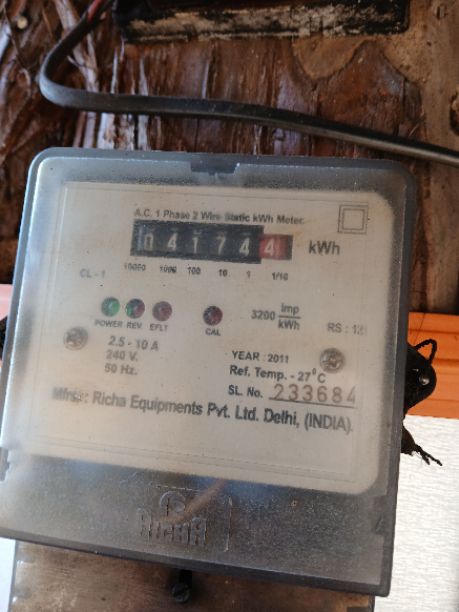 A.C. 1 Phase 2 Wire Static kWh Meter.
041744 kWh
10000 1000 100 10 1 1/10
CL - 1
POWER REV EFLT CAL
3200 imp/kWh
2.5 - 10 A
240 V.
50 Hz.
YEAR : 2011
Ref. Temp. - 27°C
SL. No. 233684
Richa Equipments Pvt. Ltd. Delhi, (INDIA).
RICHA